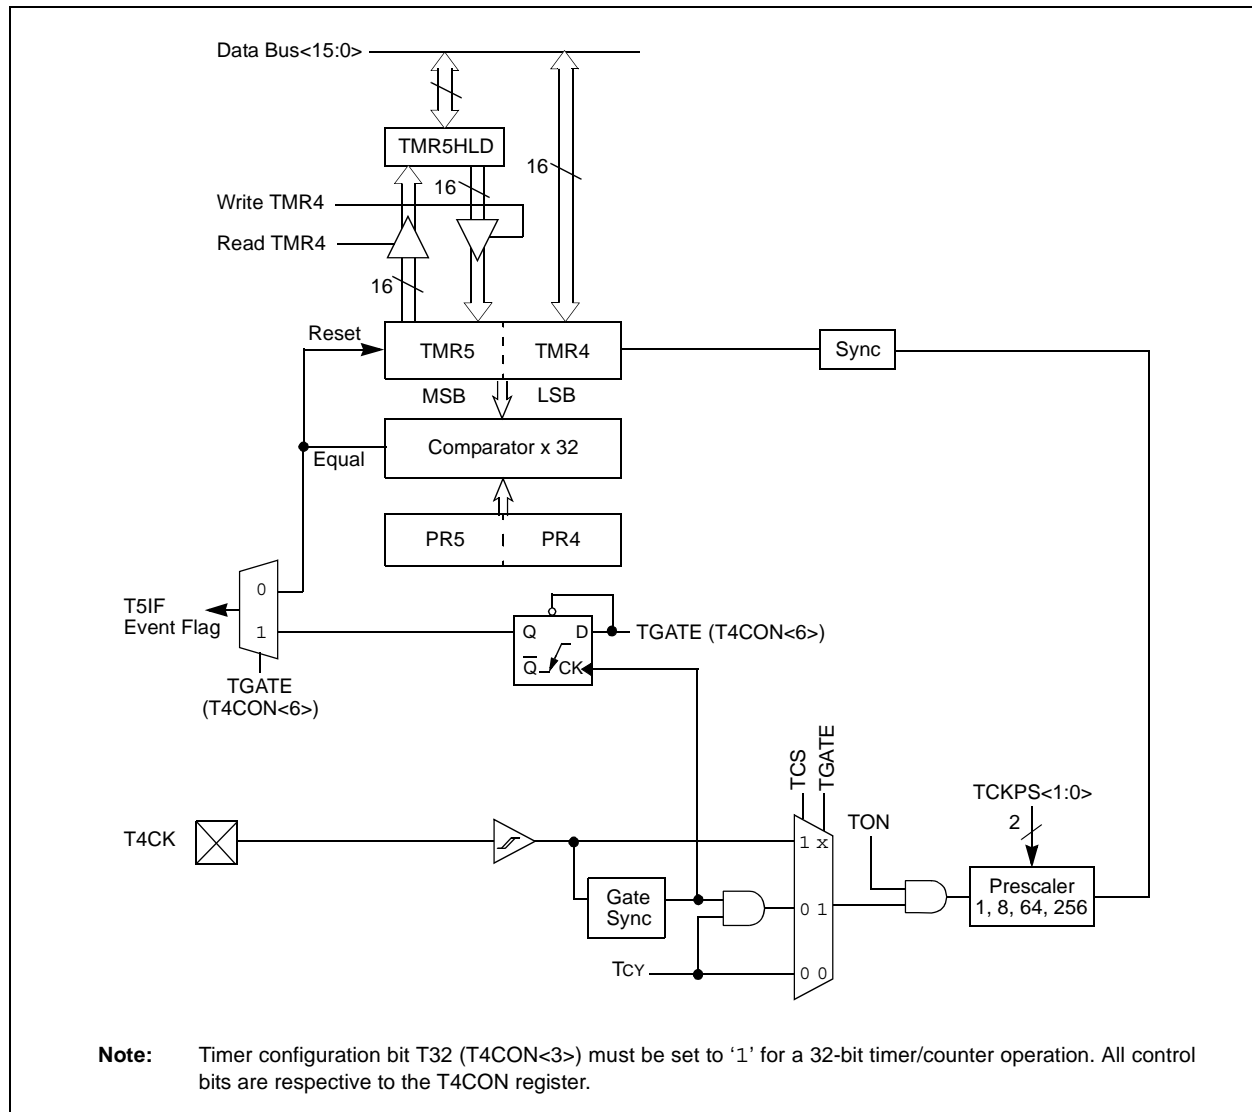 Data Bus<15:0>
TMR5HLD
16
16
Write TMR4
Read TMR4
16
Reset
TMR5
TMR4
Sync
MSB
LSB
Equal
Comparator x 32
PR5
PR4
0
1
T5IF
Event Flag
TGATE
(T4CON<6>)
Q
D
Q
CK
TGATE (T4CON<6>)
TCS
TGATE
T4CK
1 x
0 1
0 0
Gate
Sync
TCY
TON
TCKPS<1:0>
2
Prescaler
1, 8, 64, 256
Note: Timer configuration bit T32 (T4CON<3>) must be set to ‘1’ for a 32-bit timer/counter operation. All control
bits are respective to the T4CON register.